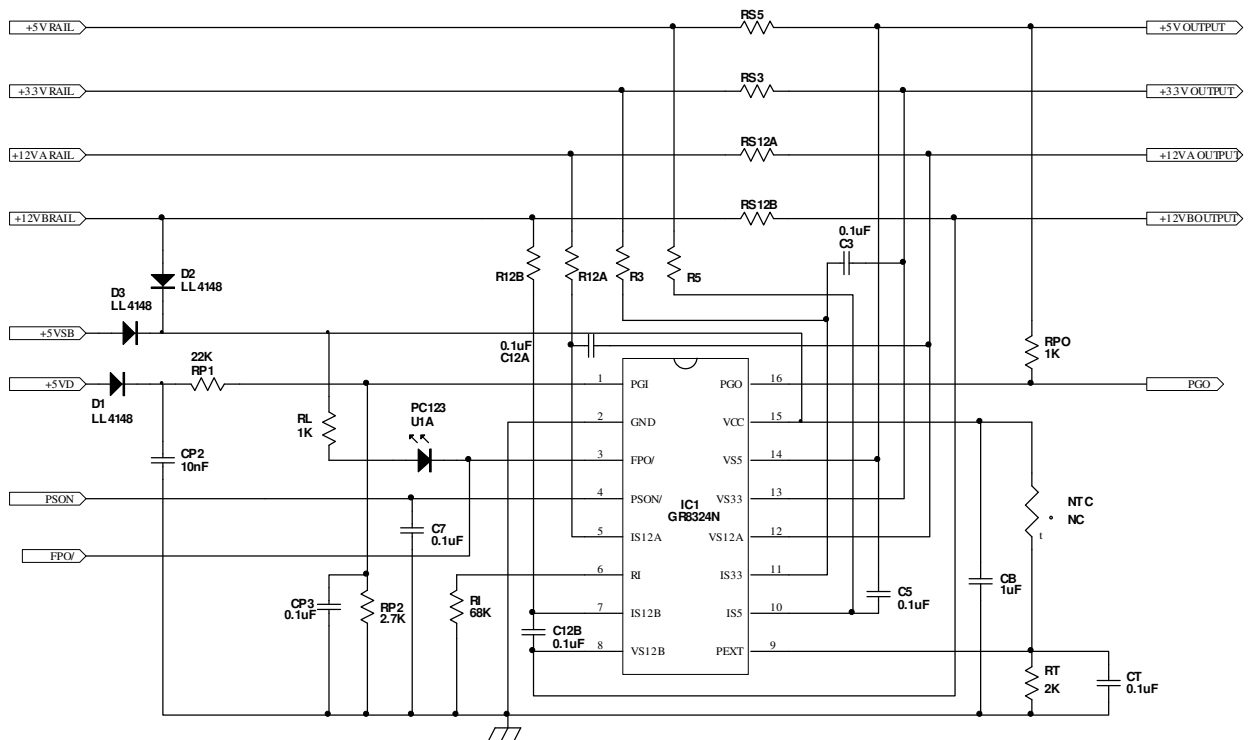 +5V RAIL
RS5
+5V OUTPUT
+3.3V RAIL
RS3
+3.3V OUTPUT
+12VA RAIL
RS12A
+12VA OUTPUT
+12VB RAIL
RS12B
+12VB OUTPUT
0.1uF
C3
D2
LL4148
R12B
R12A
R3
R5
D3
LL4148
+5VSB
0.1uF
C12A
RPO
1K
22K
RP1
+5VD
1
PGI
PGO
16
PGO
D1
LL4148
RL
1K
PC123
U1A
2
GND
VCC
15
CP2
10nF
3
FPO/
VS5
14
PSON
4
PSON/
IC1
GR8324N
VS33
13
NTC
NC
t
C7
0.1uF
5
IS12A
VS12A
12
FPO/
6
RI
IS33
11
CP3
0.1uF
RP2
2.7K
RI
68K
C5
0.1uF
CB
1uF
7
IS12B
IS5
10
C12B
0.1uF
8
VS12B
PEXT
9
RT
2K
CT
0.1uF